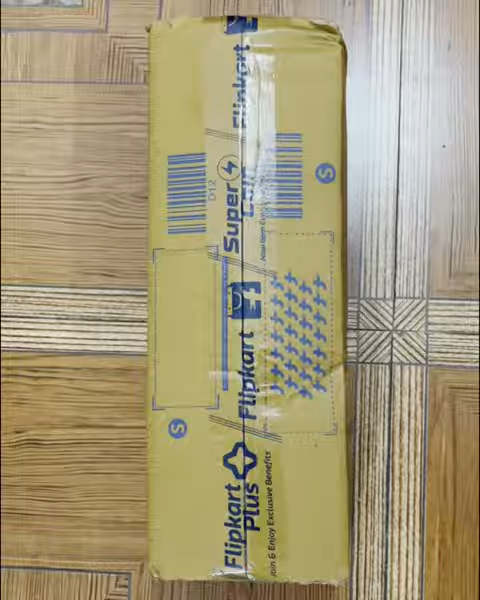 Flipkart
Super
D12
S
Flipkart
S
Flipkart
Plus
Join & Enjoy Exclusive Benefits